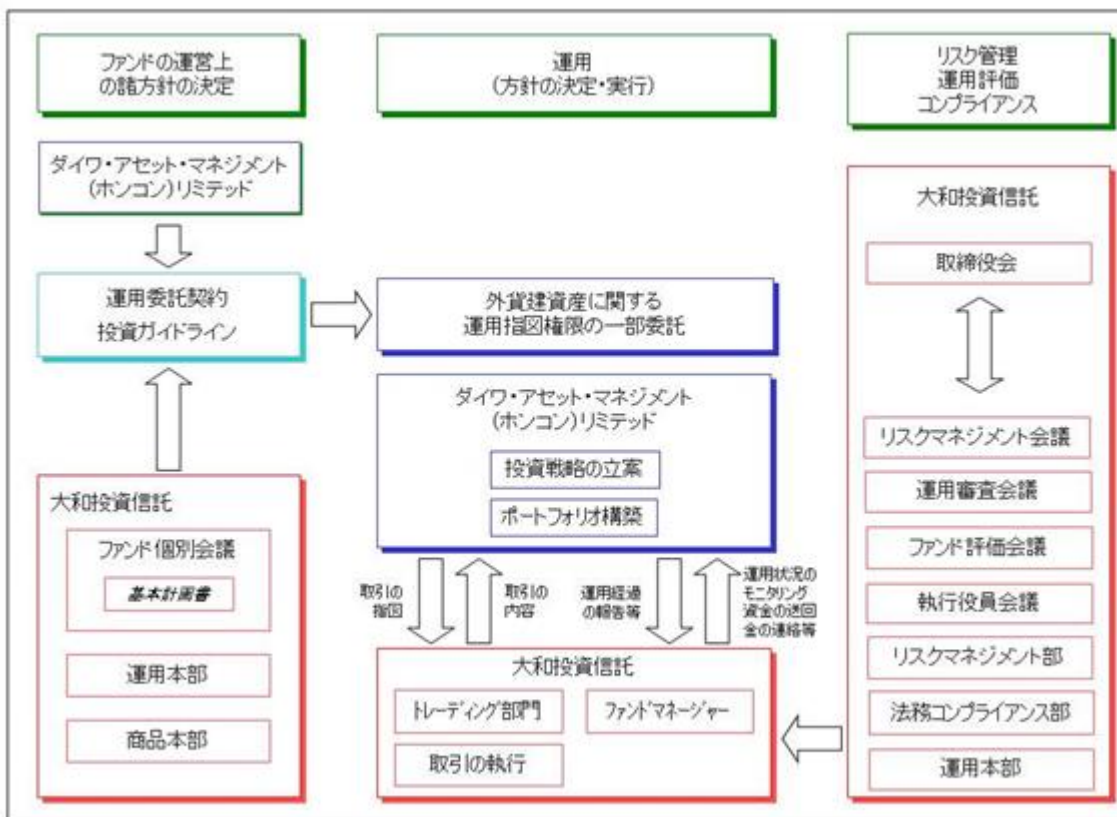 ファンドの運営上
の諸方針の決定
運用
(方針の決定・実行)
リスク管理
運用評価
コンプライアンス
ダイワ・アセット・マネジメント
(ホンコン)リミテッド
運用委託契約
投資ガイドライン
大和投資信託
ファンド個別会議
基本計画書
運用本部
商品本部
外貨建資産に関する
運用指図権限の一部委託
ダイワ・アセット・マネジメント
(ホンコン)リミテッド
投資戦略の立案
ポートフォリオ構築
取引の
指図
取引の
内容
運用経過
の報告等
運用状況の
モニタリング
資金の送回
金の連絡等
大和投資信託
トレーディング部門
ファンドマネージャー
取引の執行
大和投資信託
取締役会
リスクマネジメント会議
運用審査会議
ファンド評価会議
執行役員会議
リスクマネジメント部
法務コンプライアンス部
運用本部